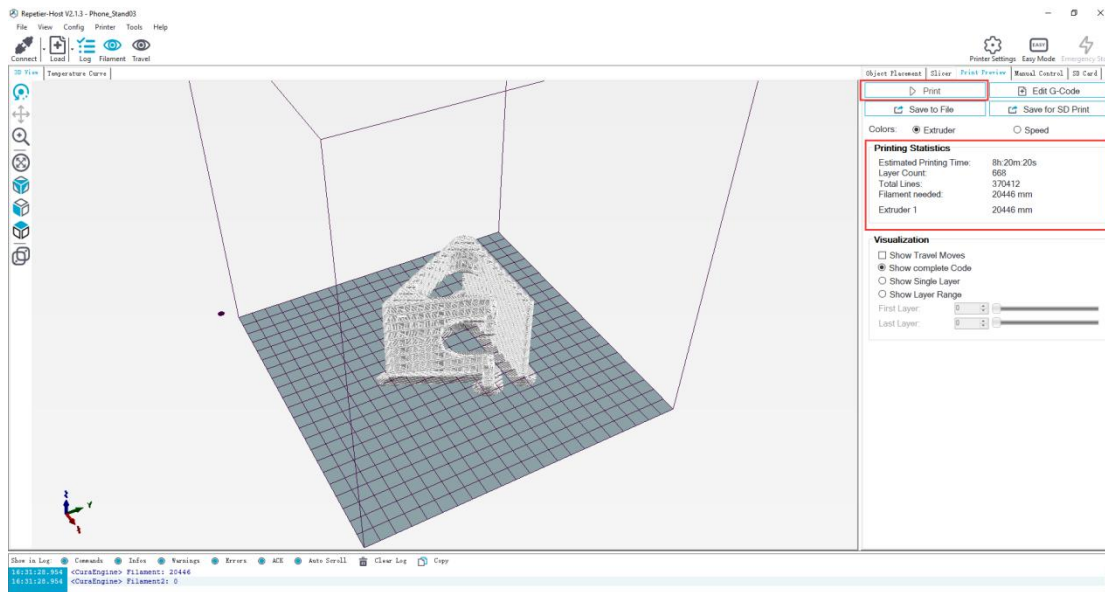 Repetier-Host V2.1.3 - Phone_Stand03
File View Config Printer Tools Help
Connect Load Log Filament Travel
Printer Settings Easy Mode Emergency St
EASY
3D View Temperature Curve
Object Placement Slicer Print Preview Manual Control SD Card
Print Edit G-Code
Save to File Save for SD Print
Colors: Extruder Speed
Printing Statistics
Estimated Printing Time: 8h:20m:20s
Layer Count: 668
Total Lines: 370412
Filament needed: 20446 mm
Extruder 1 20446 mm
Visualization
Show Travel Moves
Show complete Code
Show Single Layer
Show Layer Range
First Layer: 0
Last Layer: 0
Z
Y
Show in Log: Commands Infos Warnings Errors ACK Auto Scroll Clear Log Copy
16:31:28.954 <CuraEngine> Filament: 20446
16:31:28.954 <CuraEngine> Filament2: 0